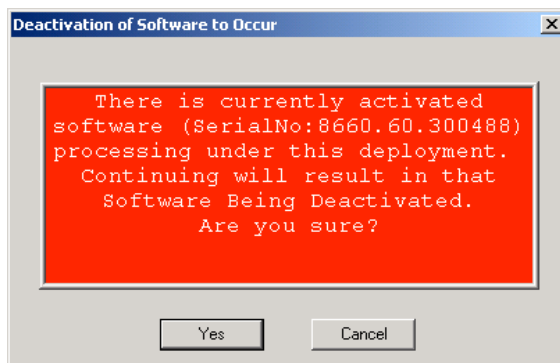 Deactivation of Software to Occur
There is currently activated
software (SerialNo:8660.60.300488)
processing under this deployment.
Continuing will result in that
Software Being Deactivated.
Are you sure?
Yes Cancel